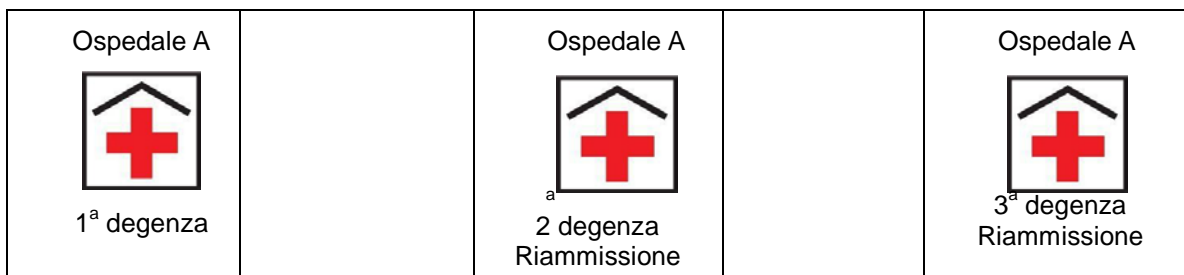 Ospedale A
1ª degenza
Ospedale A
a
2 degenza
Riammissione
Ospedale A
3ª degenza
Riammissione